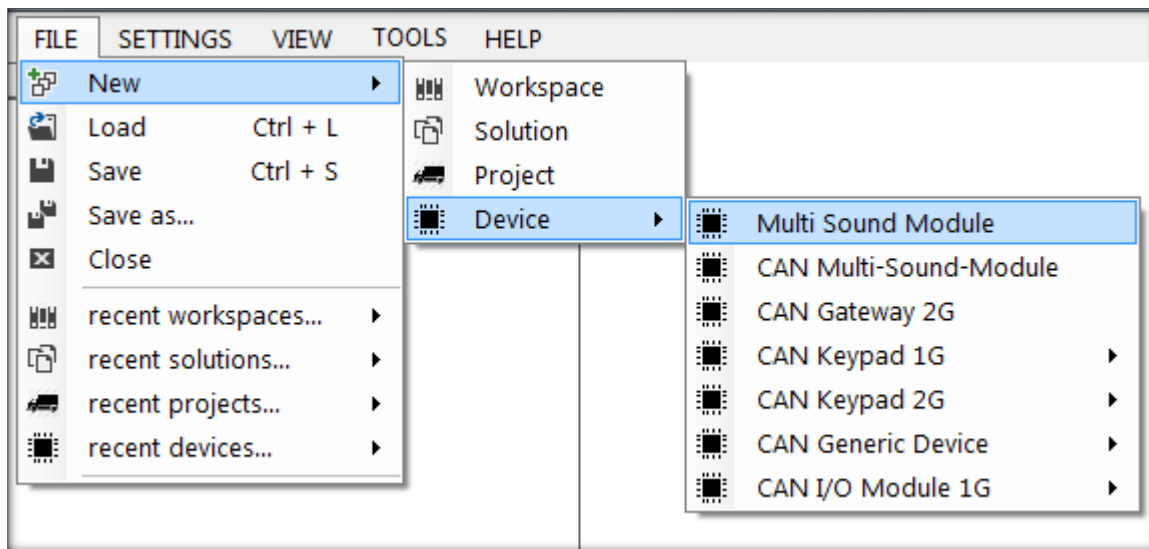 FILE SETTINGS VIEW TOOLS HELP
New
Load Ctrl + L
Save Ctrl + S
Save as...
Close
recent workspaces...
recent solutions...
recent projects...
recent devices...
Workspace
Solution
Project
Device
Multi Sound Module
CAN Multi-Sound-Module
CAN Gateway 2G
CAN Keypad 1G
CAN Keypad 2G
CAN Generic Device
CAN I/O Module 1G